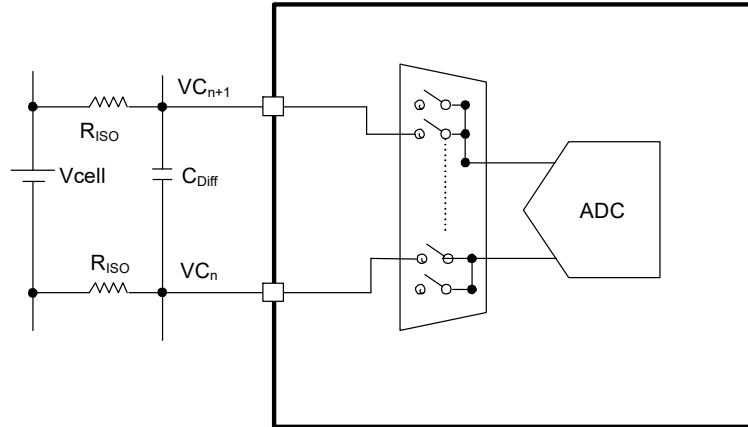 VCn+1
RISO
Vcell
CDiff
ADC
RISO
VCn